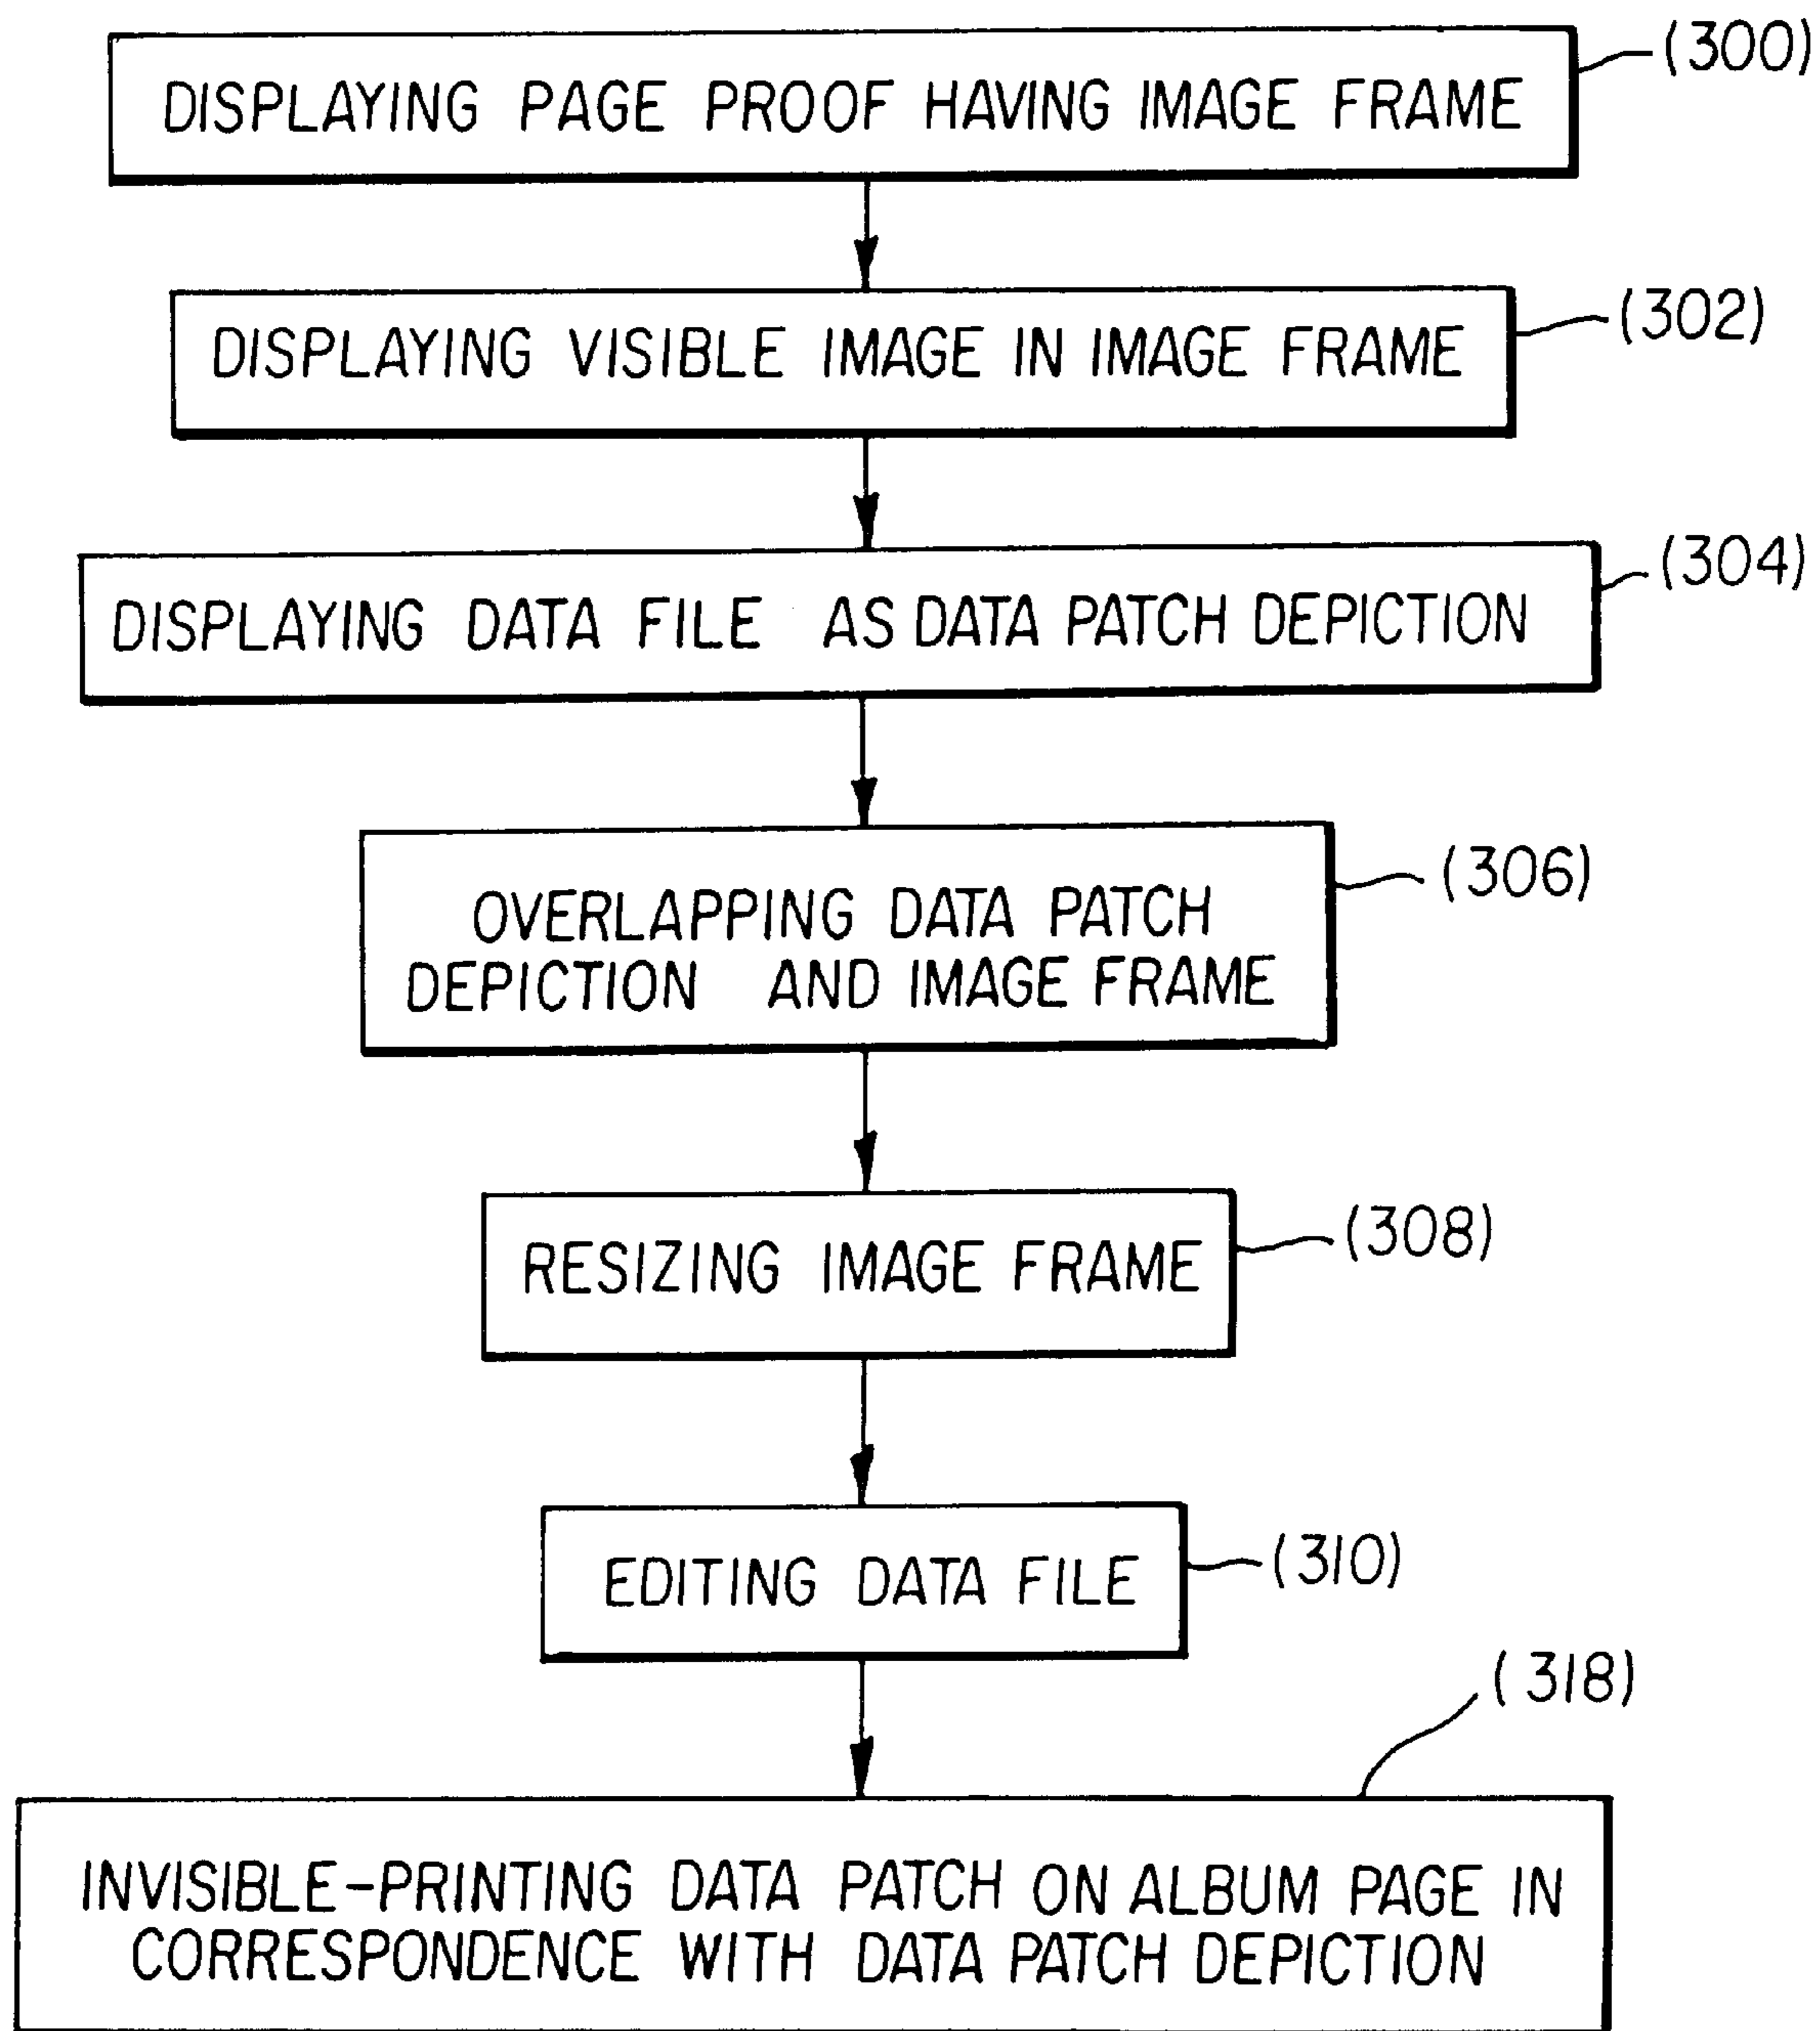 DISPLAYING PAGE PROOF HAVING IMAGE FRAME
(300)
DISPLAYING VISIBLE IMAGE IN IMAGE FRAME
(302)
DISPLAYING DATA FILE AS DATA PATCH DEPICTION
(304)
OVERLAPPING DATA PATCH
DEPICTION AND IMAGE FRAME
(306)
RESIZING IMAGE FRAME
(308)
EDITING DATA FILE
(310)
INVISIBLE-PRINTING DATA PATCH ON ALBUM PAGE IN
CORRESPONDENCE WITH DATA PATCH DEPICTION
(318)